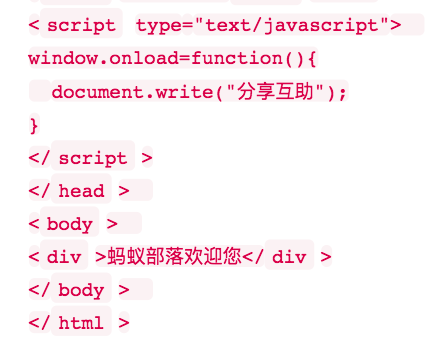 < script type="text/javascript">
window.onload=function(){
  document.write("分享互助");
}
</ script >
</ head >
< body >
< div >蚂蚁部落欢迎您</ div >
</ body >
</ html >